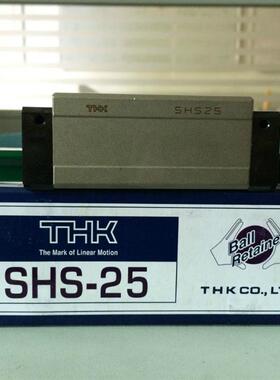 THK SHS25
THK
The Mark of Linear Motion
SHS-25
Ball
Retainer
THK CO., LT